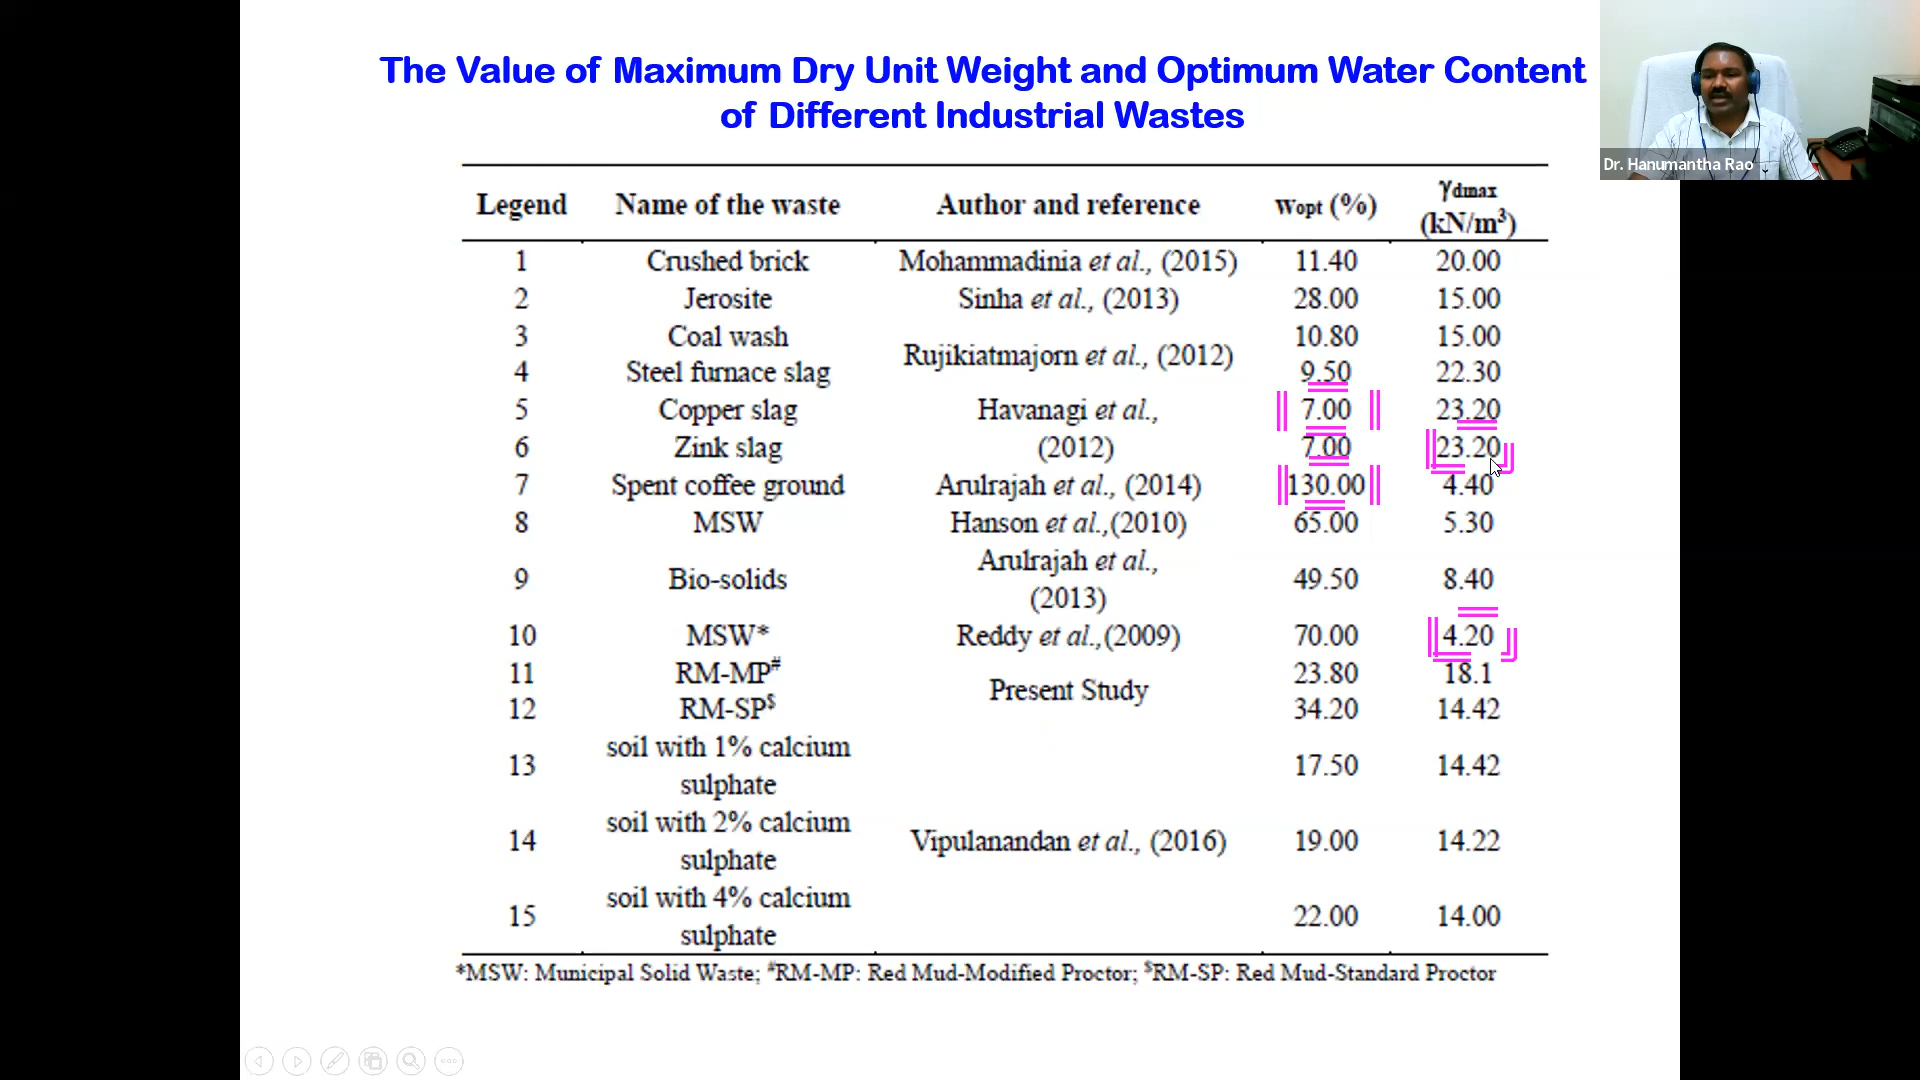 The Value of Maximum Dry Unit Weight and Optimum Water Content
of Different Industrial Wastes
Dr. Hanumantha Rao
Legend Name of the waste Author and reference wopt (%) γdmax (kN/m³)
1 Crushed brick Mohammadinia et al., (2015) 11.40 20.00
2 Jerosite Sinha et al., (2013) 28.00 15.00
3 Coal wash 10.80 15.00
Rujikiatmajorn et al., (2012)
4 Steel furnace slag 9.50 22.30
5 Copper slag Havanagi et al., 7.00 23.20
6 Zink slag (2012) 7.00 23.20
7 Spent coffee ground Arulrajah et al., (2014) 130.00 4.40
8 MSW Hanson et al.,(2010) 65.00 5.30
Arulrajah et al.,
9 Bio-solids 49.50 8.40
(2013)
10 MSW* Reddy et al.,(2009) 70.00 4.20
11 RM-MP# 23.80 18.1
Present Study
12 RM-SP$ 34.20 14.42
soil with 1% calcium
13 17.50 14.42
sulphate
soil with 2% calcium
14 Vipulanandan et al., (2016) 19.00 14.22
sulphate
soil with 4% calcium
15 22.00 14.00
sulphate
*MSW: Municipal Solid Waste; #RM-MP: Red Mud-Modified Proctor; $RM-SP: Red Mud-Standard Proctor